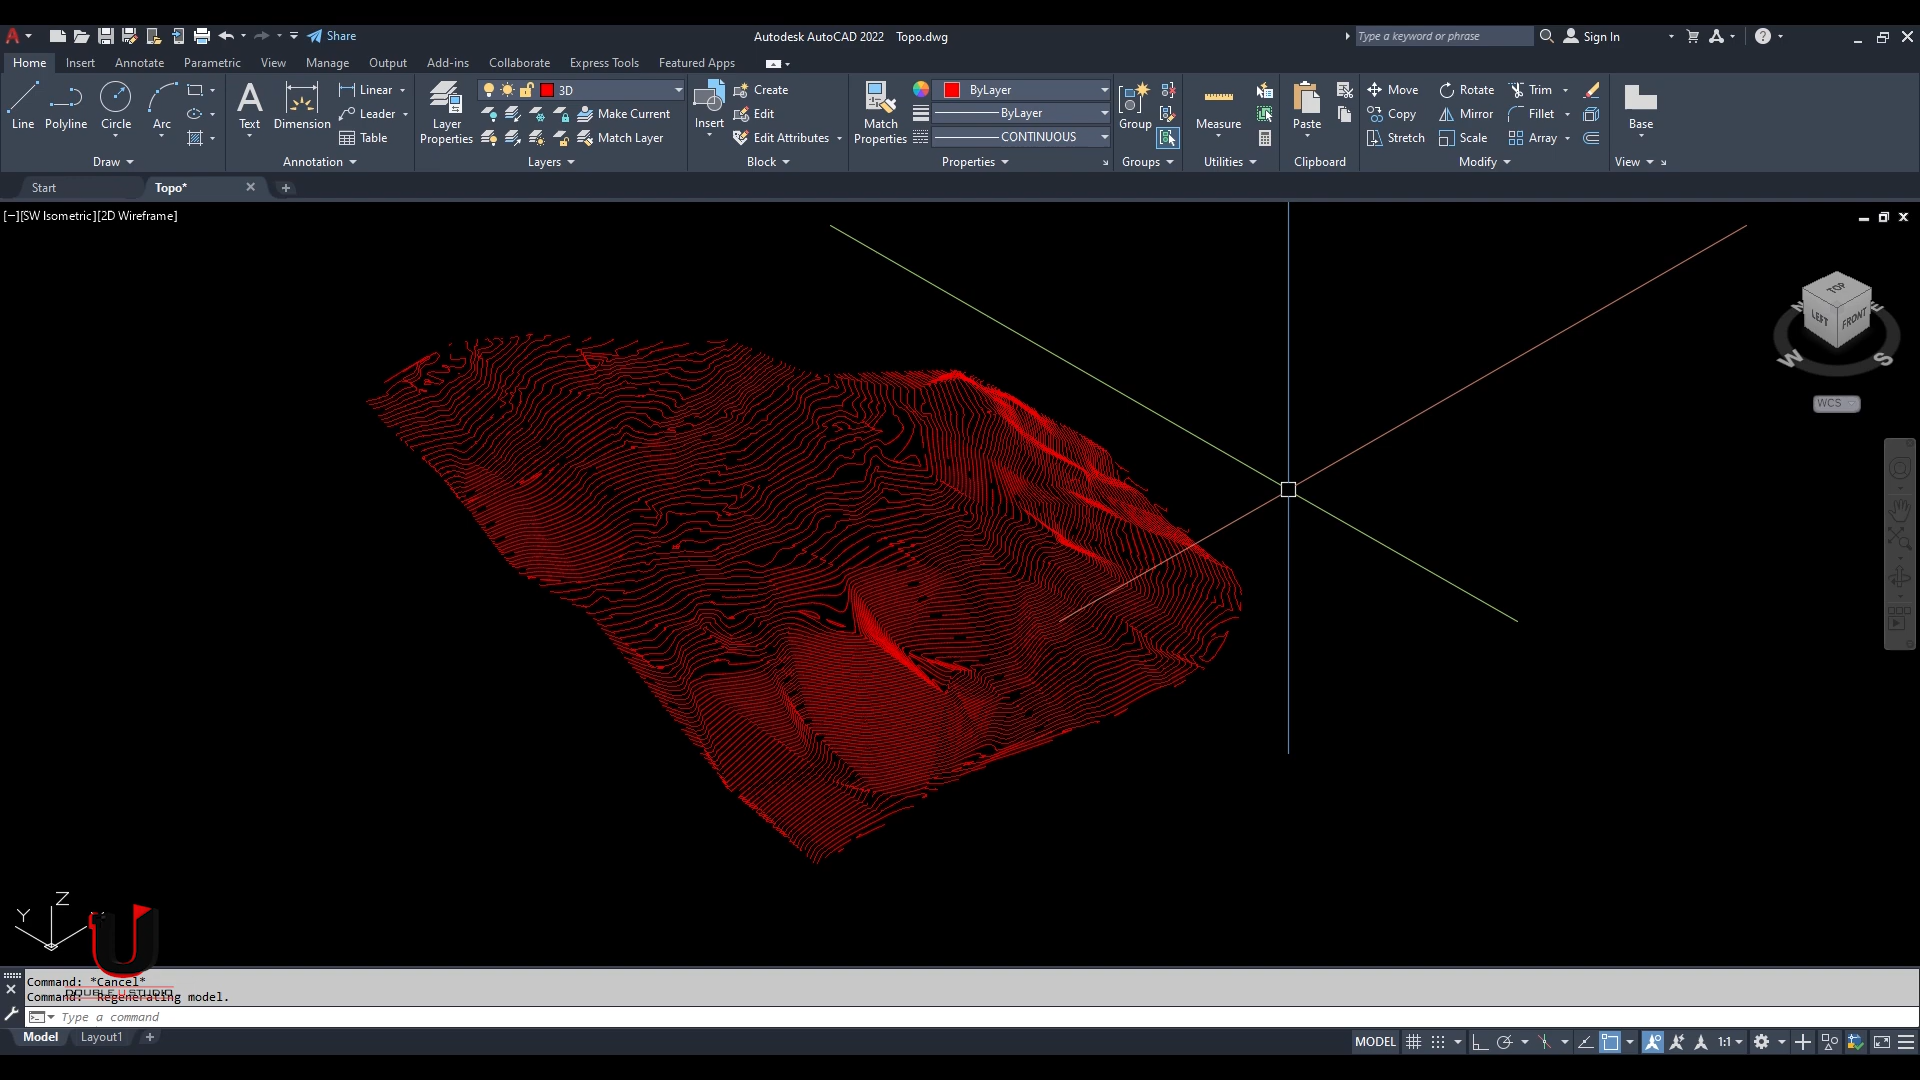 Share
Autodesk AutoCAD 2022 Topo.dwg
Type a keyword or phrase
Sign In
Home Insert Annotate Parametric View Manage Output Add-ins Collaborate Express Tools Featured Apps
Line Polyline Circle Arc
Draw
Text Dimension
Linear
Leader
Table
Annotation
Layer Properties
3D
Make Current
Match Layer
Layers
Insert
Create
Edit
Edit Attributes
Block
Match Properties
ByLayer
ByLayer
CONTINUOUS
Properties
Group
Groups
Measure
Utilities
Paste
Clipboard
Move Rotate Trim
Copy Mirror Fillet
Stretch Scale Array
Modify
Base
View
Start Topo*
[−][SW Isometric][2D Wireframe]
TOP
LEFT FRONT
N E
W S
WCS
Z
Y
U
Command: *Cancel*
DOUBLE U STUDIO
Command: Regenerating model.
Type a command
Model Layout1
MODEL 1:1